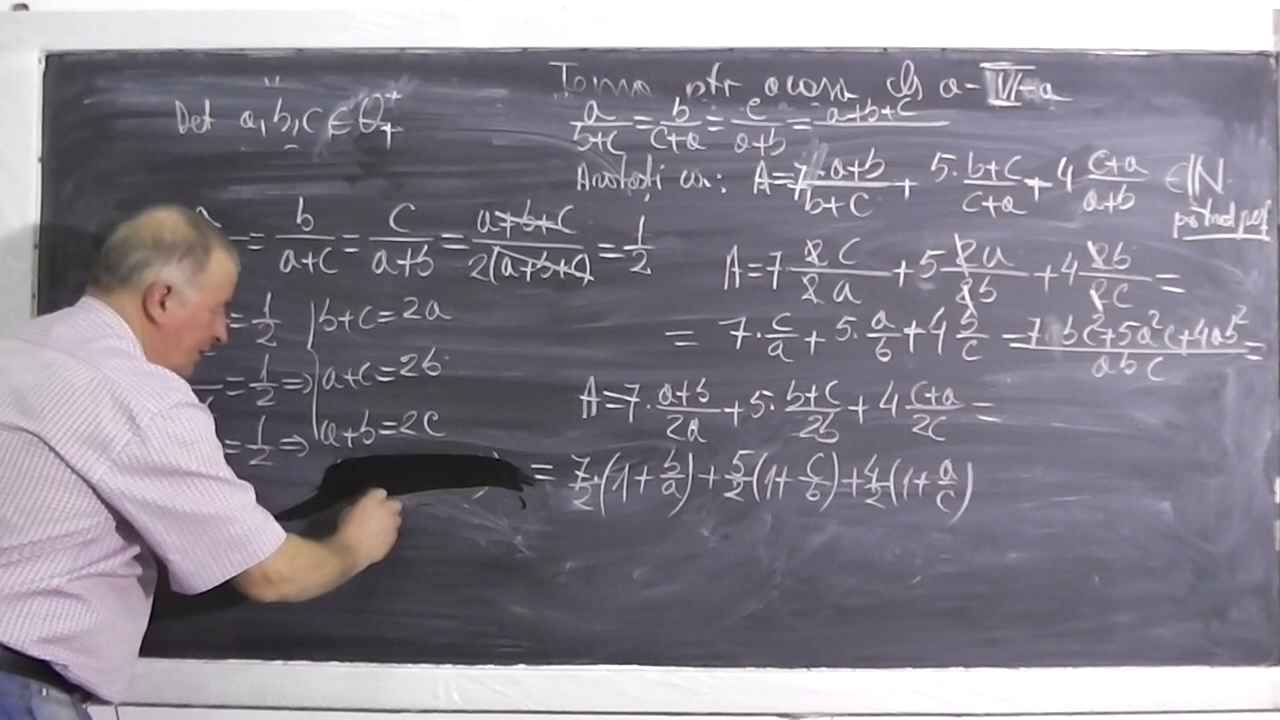 Tema ptr acasă cls a-VI-a
Det a, b, c ∈ Q₊⁺
a/(b+c) = b/(c+a) = c/(a+b) = a+b+c
Arătați că: A=7·(a+b)/(b+c) + 5·(b+c)/(c+a) + 4 (c+a)/(a+b) ∈ N
pătrat perf
= b/(a+c) = c/(a+b) = (a+b+c)/(2(a+b+c)) = 1/2
A=7 2c/2a + 5 2a/2b + 4 2b/2c =
= 1/2 b+c=2a
= 7·c/a + 5·a/b + 4 b/c = (7·bc²+5a²c+4ab²)/abc =
= 1/2 ⇒ a+c=2b
A=7·(a+b)/2a + 5·(b+c)/2b + 4 (c+a)/2c =
= 1/2 ⇒ a+b=2c
= 7/2·(1+b/a) + 5/2(1+c/b) + 4/2(1+a/c)